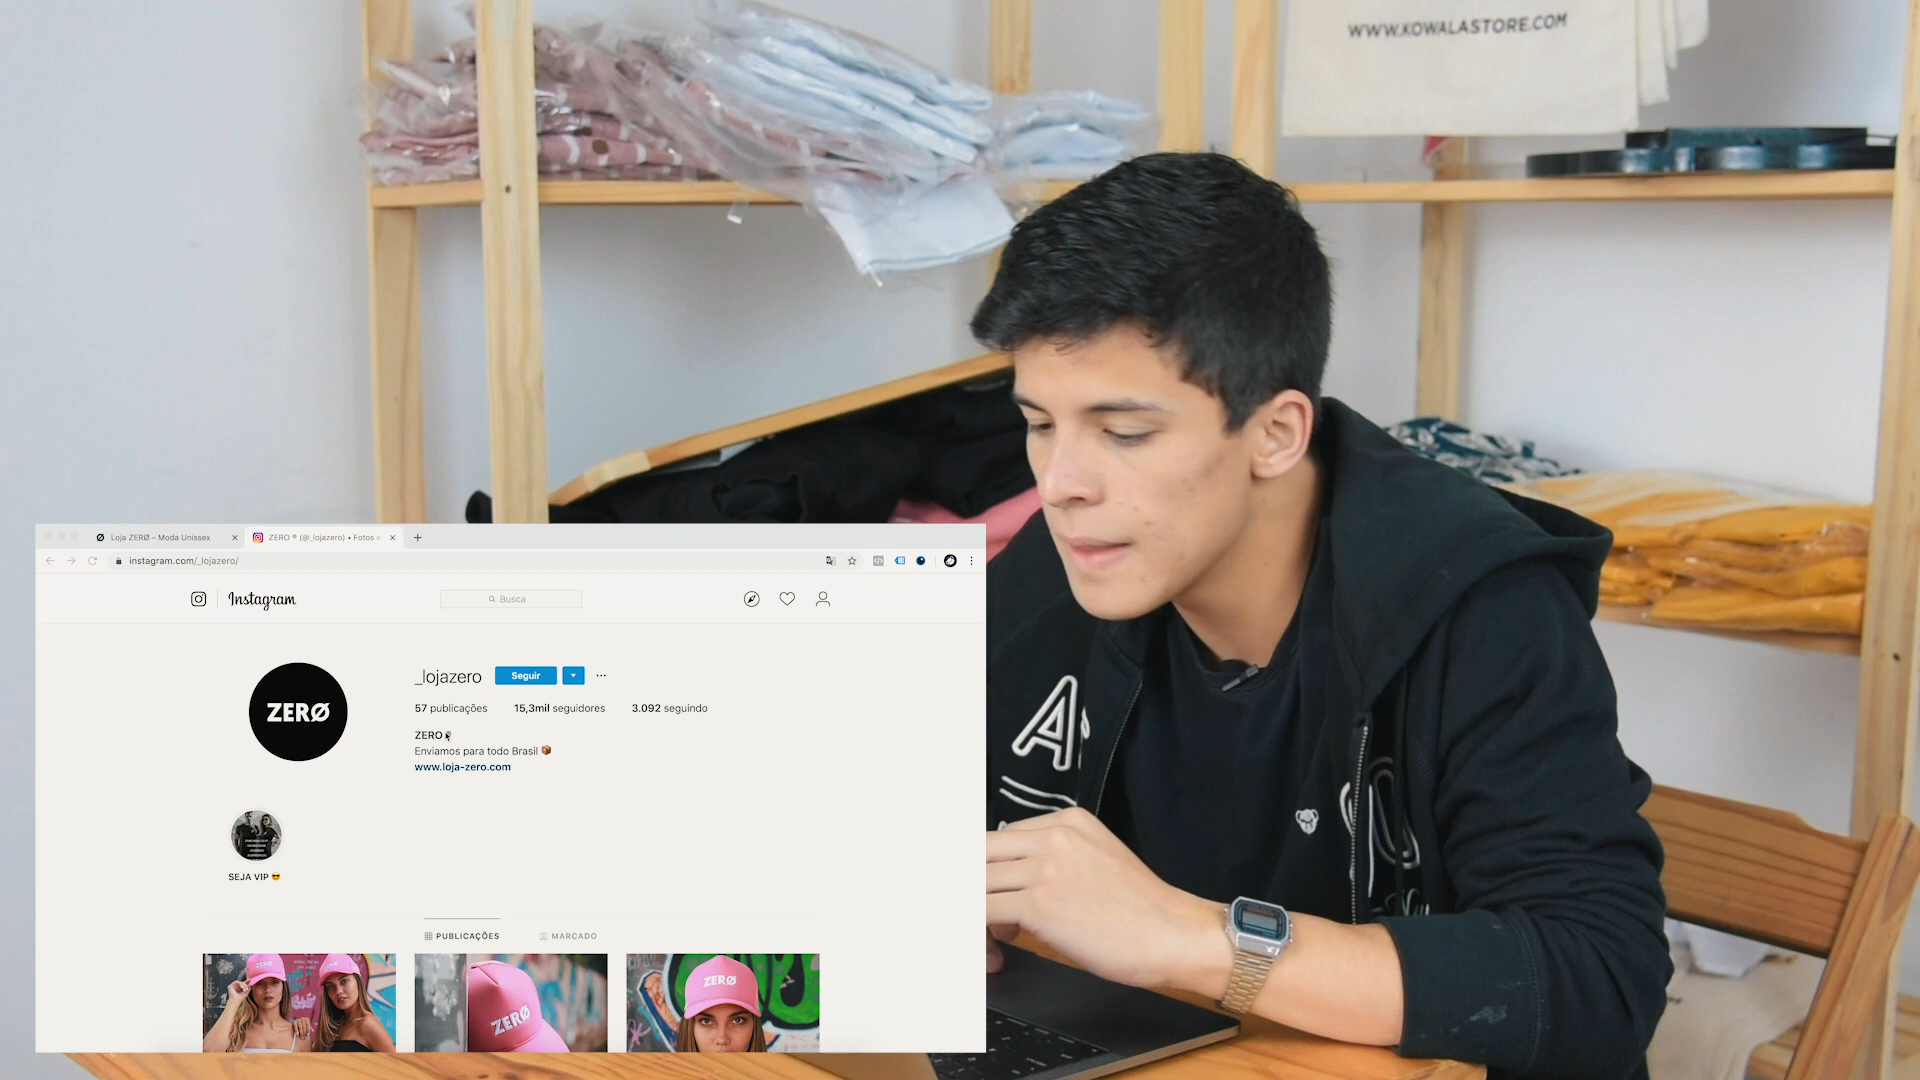 WWW.KOWALASTORE.COM
Loja ZERØ – Moda Unissex
ZERO ® (@_lojazero) • Fotos e
instagram.com/_lojazero/
Instagram
Busca
ZERØ
_lojazero
Seguir
57 publicações
15,3mil seguidores
3.092 seguindo
ZERO
Enviamos para todo Brasil 📦
www.loja-zero.com
SEJA VIP 😎
PUBLICAÇÕES
MARCADO
ZERØ
ZERØ
ZERØ